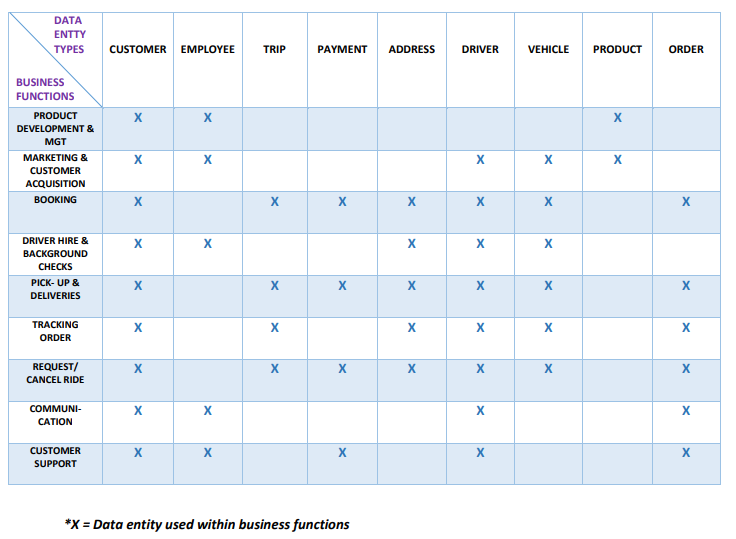 DATA
ENTTY
TYPES
BUSINESS
FUNCTIONS
CUSTOMER EMPLOYEE TRIP PAYMENT ADDRESS DRIVER VEHICLE PRODUCT ORDER
PRODUCT
DEVELOPMENT &
MGT
X X X
MARKETING &
CUSTOMER
ACQUISITION
X X X X X
BOOKING
X X X X X X X
DRIVER HIRE &
BACKGROUND
CHECKS
X X X X X
PICK- UP &
DELIVERIES
X X X X X X X
TRACKING
ORDER
X X X X X X
REQUEST/
CANCEL RIDE
X X X X X X X
COMMUNI-
CATION
X X X X
CUSTOMER
SUPPORT
X X X X X
*X = Data entity used within business functions